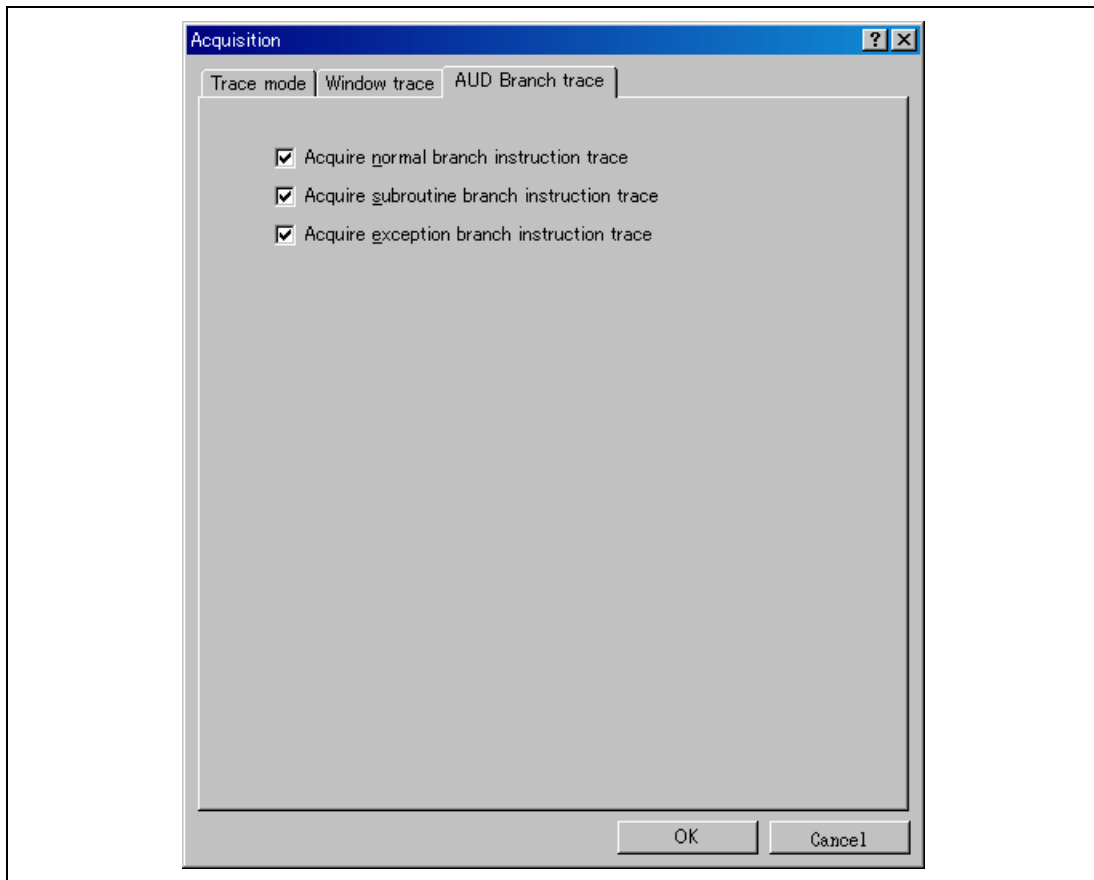 Acquisition
Trace mode Window trace AUD Branch trace
Acquire normal branch instruction trace
Acquire subroutine branch instruction trace
Acquire exception branch instruction trace
OK Cancel